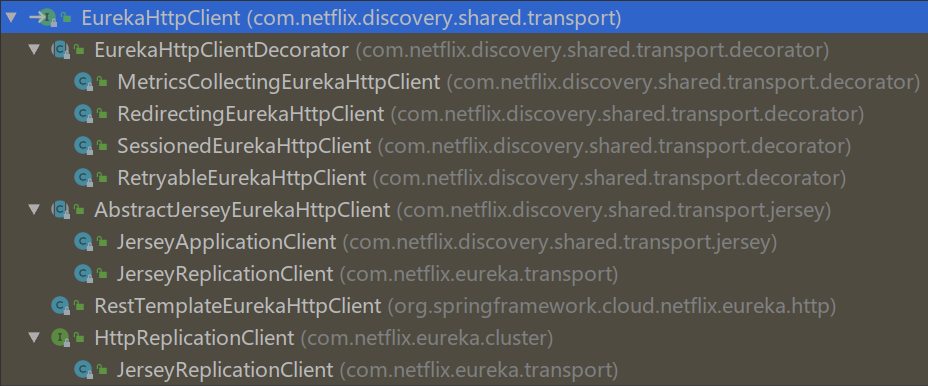 EurekaHttpClient (com.netflix.discovery.shared.transport)
EurekaHttpClientDecorator (com.netflix.discovery.shared.transport.decorator)
MetricsCollectingEurekaHttpClient (com.netflix.discovery.shared.transport.decorator)
RedirectingEurekaHttpClient (com.netflix.discovery.shared.transport.decorator)
SessionedEurekaHttpClient (com.netflix.discovery.shared.transport.decorator)
RetryableEurekaHttpClient (com.netflix.discovery.shared.transport.decorator)
AbstractJerseyEurekaHttpClient (com.netflix.discovery.shared.transport.jersey)
JerseyApplicationClient (com.netflix.discovery.shared.transport.jersey)
JerseyReplicationClient (com.netflix.eureka.transport)
RestTemplateEurekaHttpClient (org.springframework.cloud.netflix.eureka.http)
HttpReplicationClient (com.netflix.eureka.cluster)
JerseyReplicationClient (com.netflix.eureka.transport)